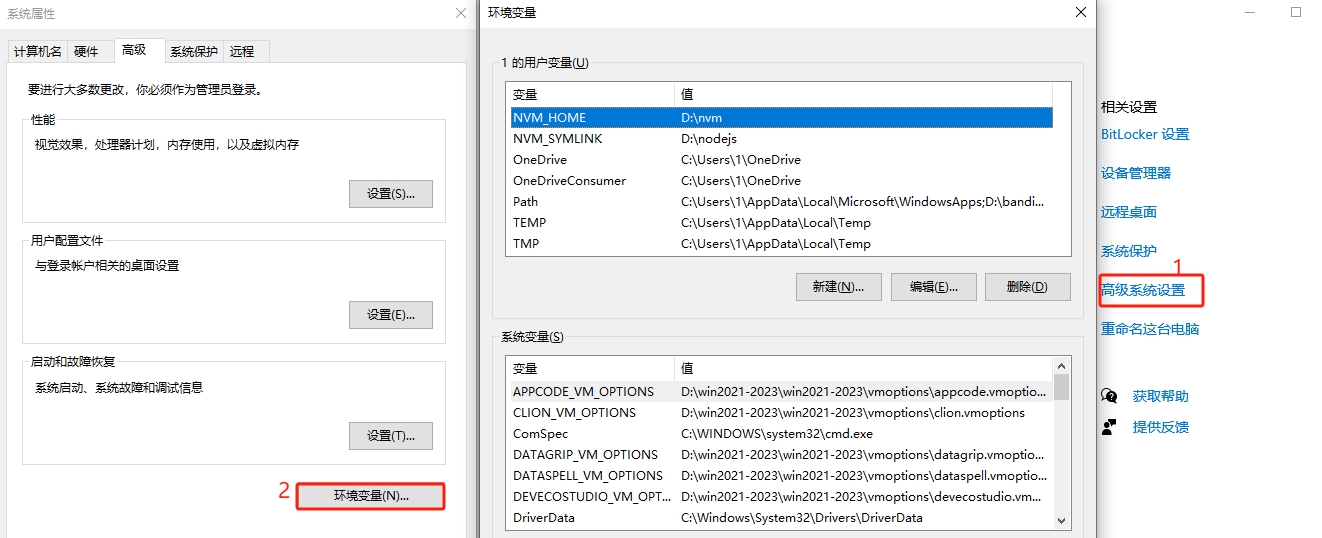 系统属性
计算机名 硬件 高级 系统保护 远程
要进行大多数更改，你必须作为管理员登录。
性能
视觉效果，处理器计划，内存使用，以及虚拟内存
设置(S)...
用户配置文件
与登录帐户相关的桌面设置
设置(E)...
启动和故障恢复
系统启动、系统故障和调试信息
设置(T)...
2 环境变量(N)...
环境变量
1 的用户变量(U)
变量 值
NVM_HOME D:\nvm
NVM_SYMLINK D:\nodejs
OneDrive C:\Users\1\OneDrive
OneDriveConsumer C:\Users\1\OneDrive
Path C:\Users\1\AppData\Local\Microsoft\WindowsApps;D:\bandi...
TEMP C:\Users\1\AppData\Local\Temp
TMP C:\Users\1\AppData\Local\Temp
新建(N)... 编辑(E)... 删除(D)
系统变量(S)
变量 值
APPCODE_VM_OPTIONS D:\win2021-2023\win2021-2023\vmoptions\appcode.vmoptio...
CLION_VM_OPTIONS D:\win2021-2023\win2021-2023\vmoptions\clion.vmoptions
ComSpec C:\WINDOWS\system32\cmd.exe
DATAGRIP_VM_OPTIONS D:\win2021-2023\win2021-2023\vmoptions\datagrip.vmoptio...
DATASPELL_VM_OPTIONS D:\win2021-2023\win2021-2023\vmoptions\dataspell.vmoptio...
DEVECOSTUDIO_VM_OPT... D:\win2021-2023\win2021-2023\vmoptions\devecostudio.vm...
DriverData C:\Windows\System32\Drivers\DriverData
相关设置
BitLocker 设置
设备管理器
远程桌面
系统保护
1
高级系统设置
重命名这台电脑
获取帮助
提供反馈